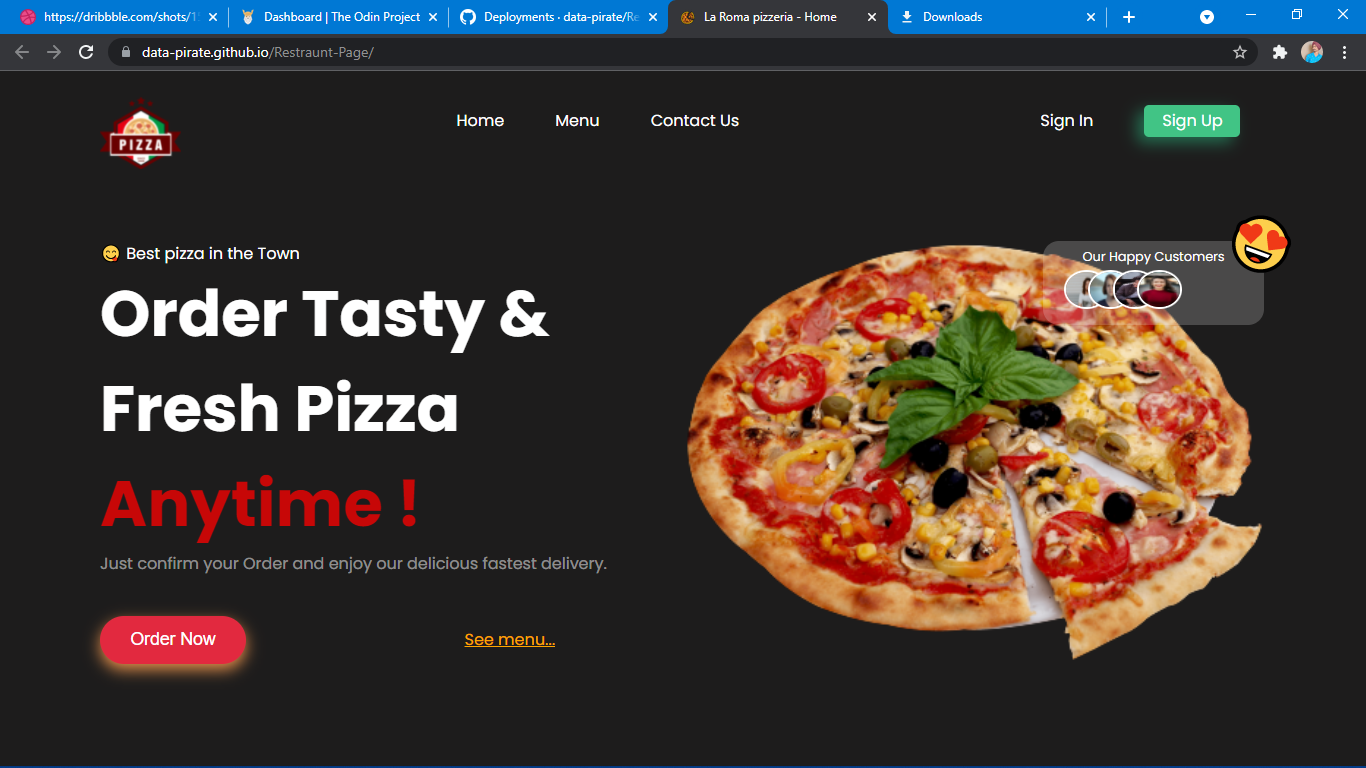 https://dribbble.com/shots/1
Dashboard | The Odin Project
Deployments · data-pirate/Re
La Roma pizzeria - Home
Downloads
data-pirate.github.io/Restraunt-Page/
PIZZA
Home
Menu
Contact Us
Sign In
Sign Up
😋 Best pizza in the Town
Our Happy Customers
Order Tasty &
Fresh Pizza
Anytime !
Just confirm your Order and enjoy our delicious fastest delivery.
Order Now
See menu...